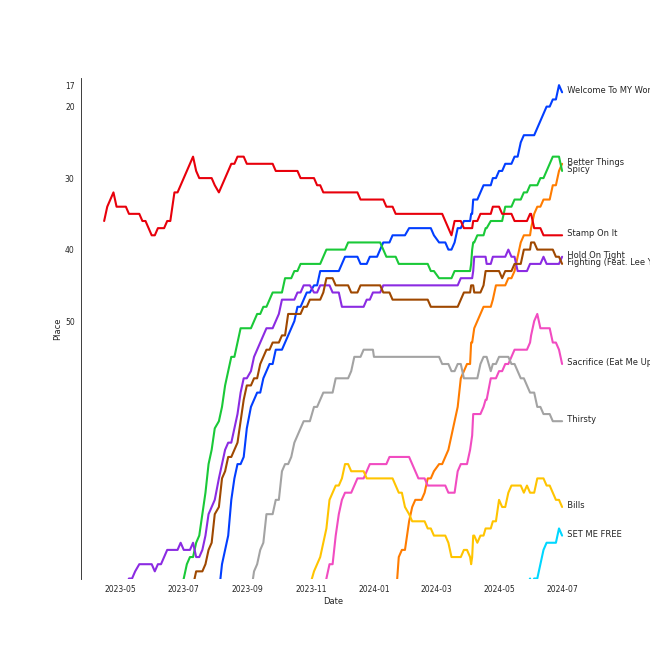 17
20
30
40
50
Place
Welcome To MY Wor
Better Things
Spicy
Stamp On It
Hold On Tight
Fighting (Feat. Lee Y
Sacrifice (Eat Me Up
Thirsty
Bills
SET ME FREE
2023-05 2023-07 2023-09 2023-11 2024-01 2024-03 2024-05 2024-07
Date